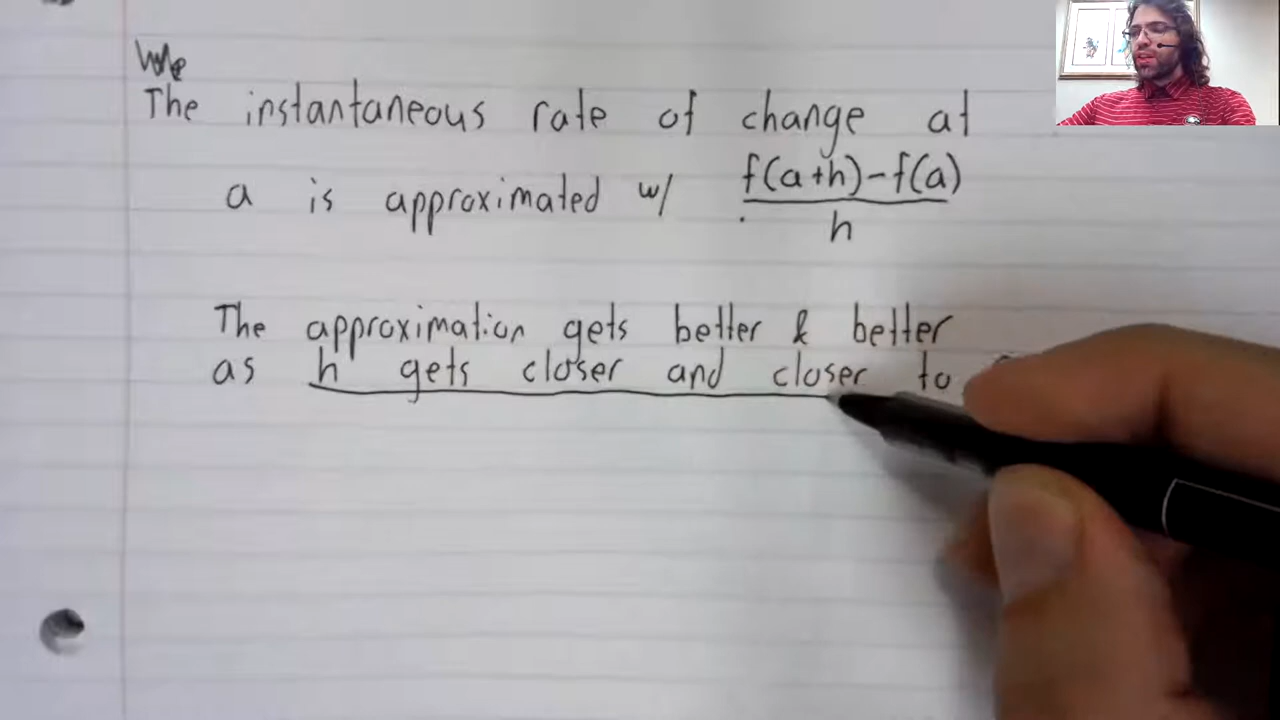 The instantaneous rate of change at
a is approximated w/ f(a+h)-f(a)
h
The approximation gets better & better
as h gets closer and closer to